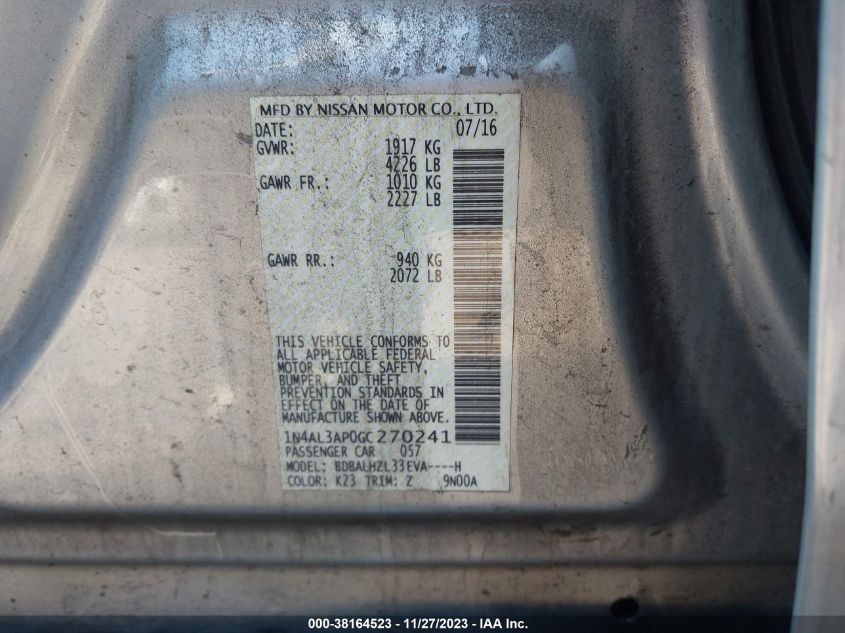 MFD BY NISSAN MOTOR CO., LTD.
DATE: 07/16
GVWR: 1917 KG
4226 LB
GAWR FR.: 1010 KG
2227 LB
GAWR RR.: 940 KG
2072 LB
THIS VEHICLE CONFORMS TO
ALL APPLICABLE FEDERAL
MOTOR VEHICLE SAFETY,
BUMPER, AND THEFT
PREVENTION STANDARDS IN
EFFECT ON THE DATE OF
MANUFACTURE SHOWN ABOVE.
1N4AL3AP0GC270241
PASSENGER CAR 057
MODEL: BDBALHZL33EVA----H
COLOR: K23 TRIM: Z 9N00A
000-38164523 - 11/27/2023 - IAA Inc.